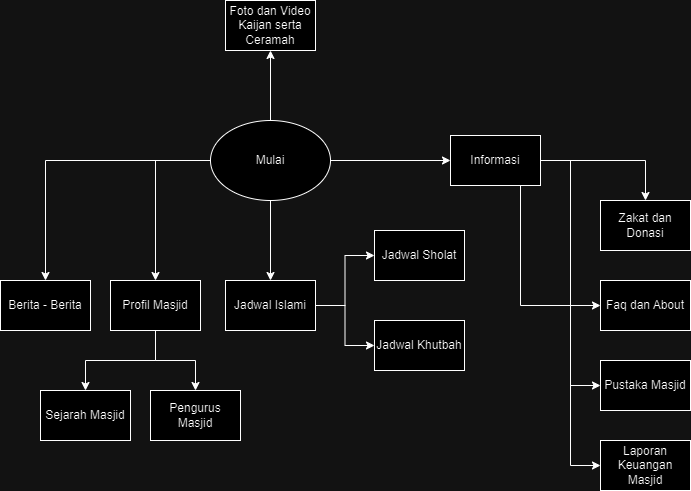 Foto dan Video
Kaijan serta
Ceramah
Mulai
Informasi
Zakat dan
Donasi
Jadwal Sholat
Berita - Berita
Profil Masjid
Jadwal Islami
Faq dan About
Jadwal Khutbah
Pustaka Masjid
Sejarah Masjid
Pengurus
Masjid
Laporan
Keuangan
Masjid